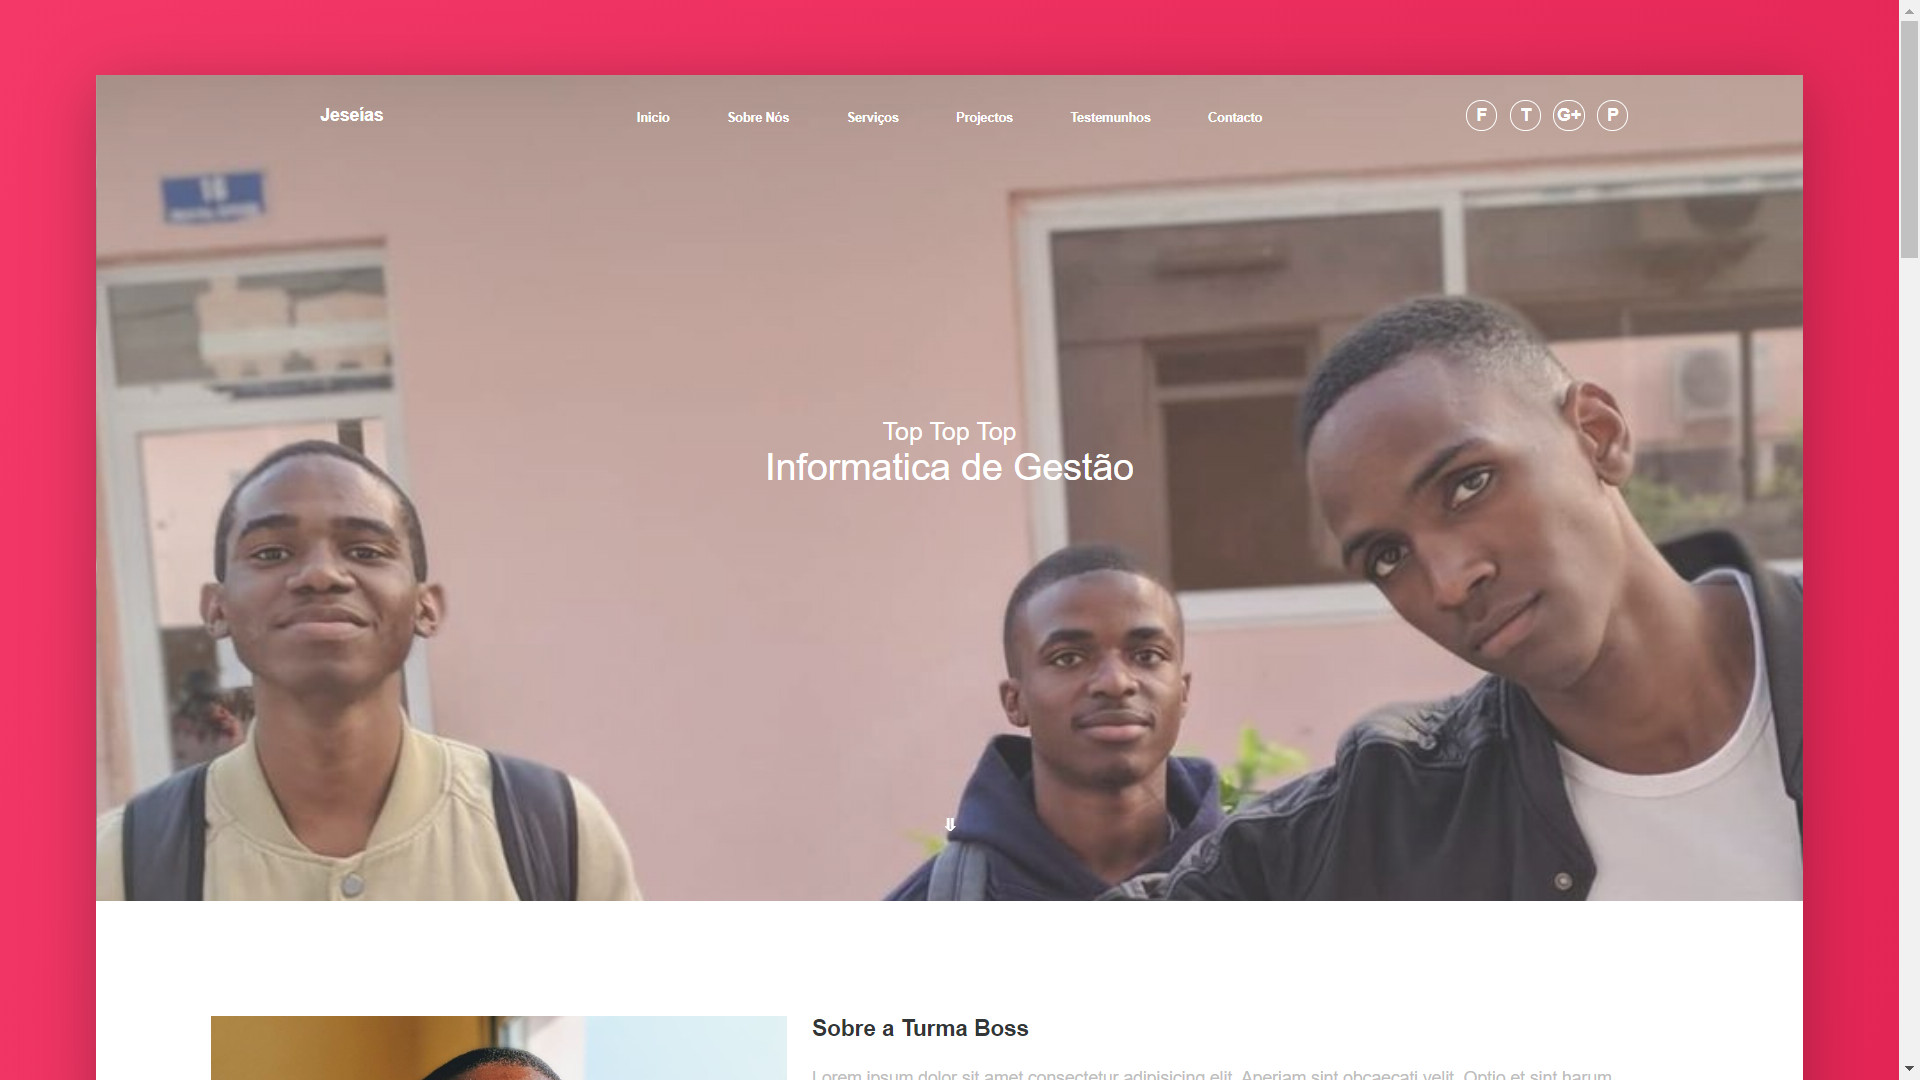 Jeseías
Inicio
Sobre Nós
Serviços
Projectos
Testemunhos
Contacto
F
T
G+
P
16
Top Top Top
Informatica de Gestão
⇓
Sobre a Turma Boss
Lorem ipsum dolor sit amet consectetur adipisicing elit. Aperiam sint obcaecati velit. Optio et sint harum